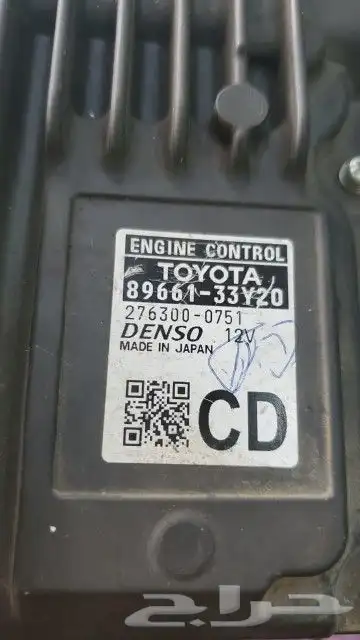 ENGINE CONTROL
TOYOTA
89661-33Y20
276300-0751
DENSO 12V
MADE IN JAPAN
CD
حراج